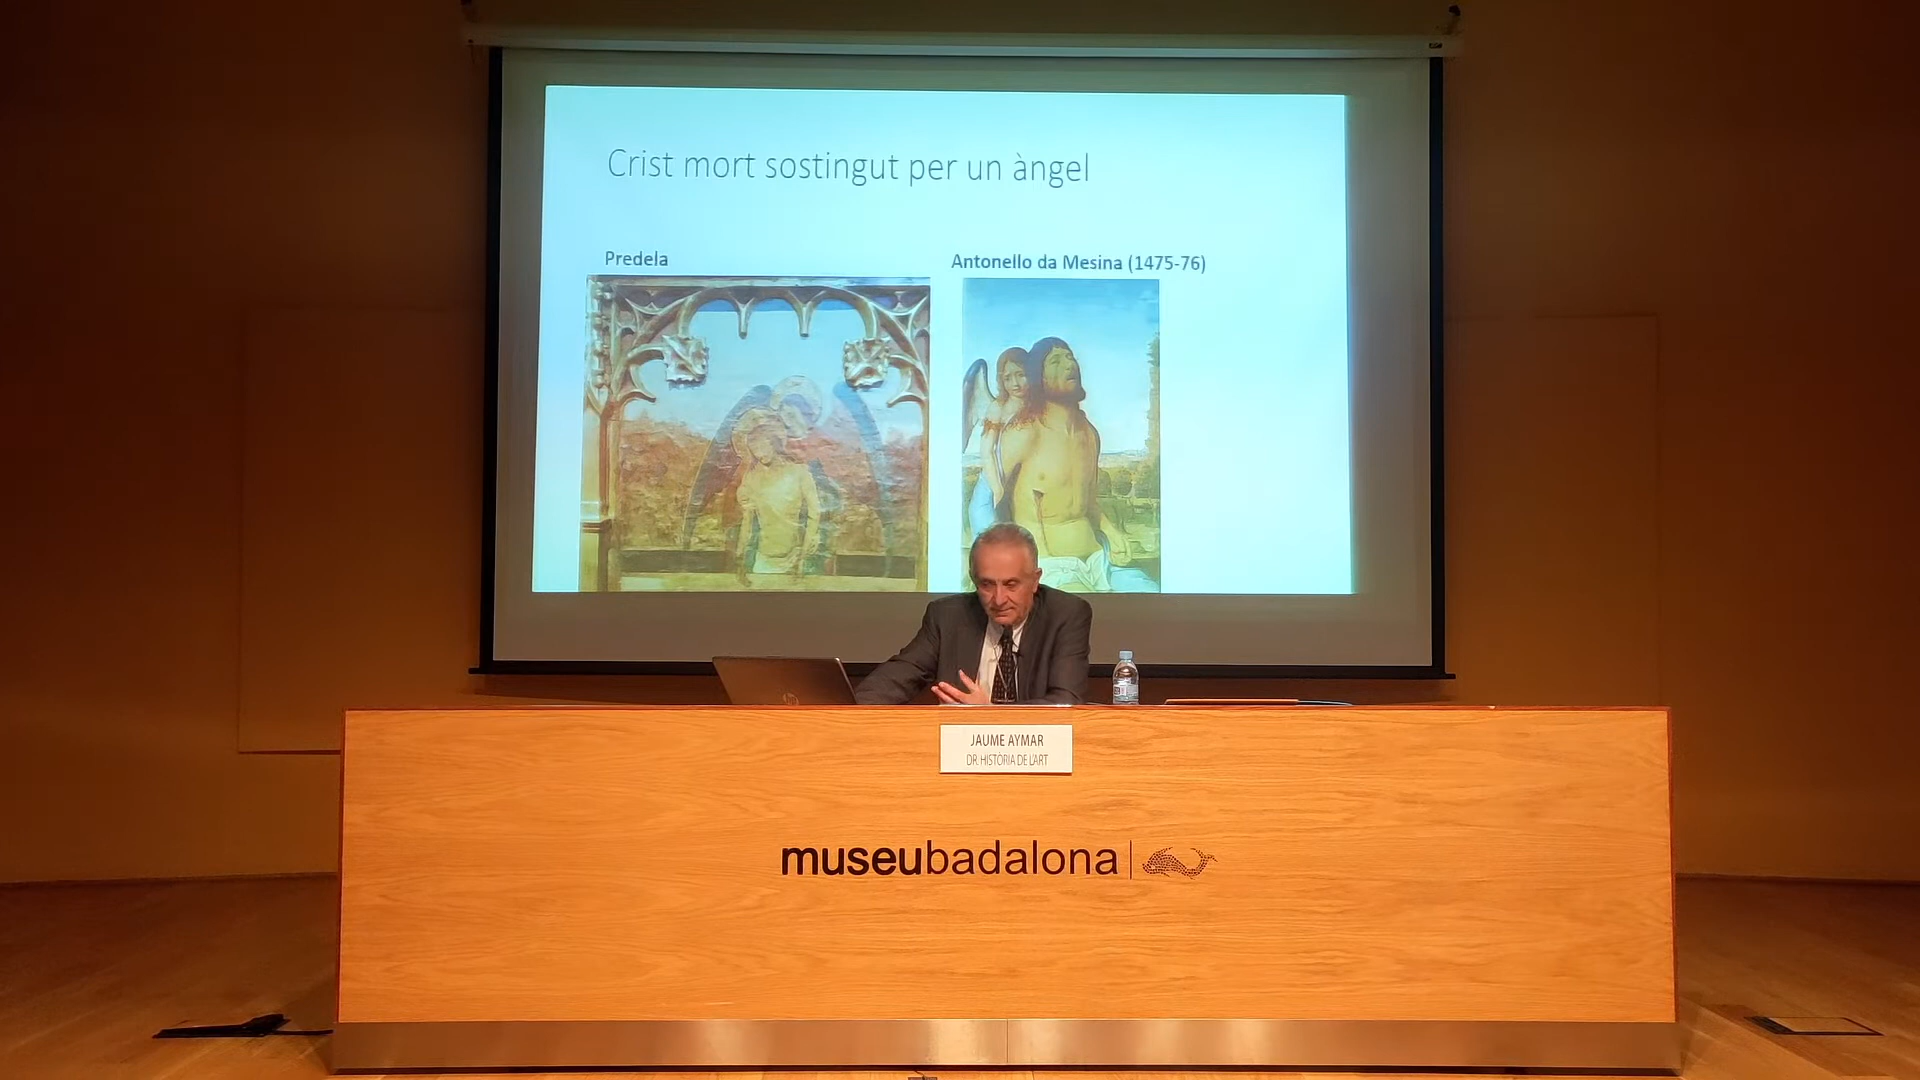 Crist mort sostingut per un àngel
Predela
Antonello da Mesina (1475-76)
JAUME AYMAR
DR. HISTÒRIA DE L'ART
museubadalona